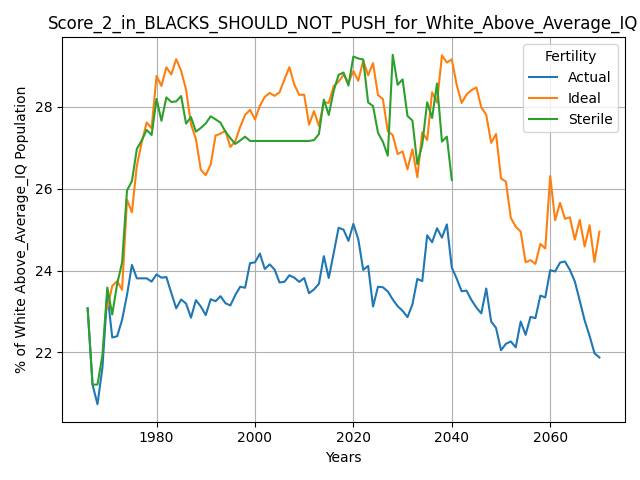 Score_2_in_BLACKS_SHOULD_NOT_PUSH_for_White_Above_Average_IQ
% of White Above_Average_IQ Population
28
26
24
22
Fertility
Actual
Ideal
Sterile
1980 2000 2020 2040 2060
Years